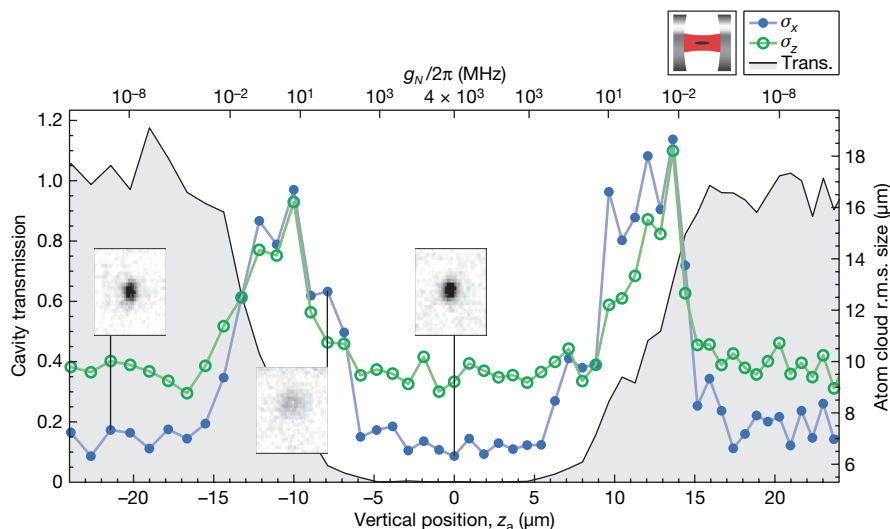 σx
σz
Trans.
gN/2π (MHz)
10⁻⁸ 10⁻² 10¹ 10³ 4 × 10³ 10³ 10¹ 10⁻² 10⁻⁸
1.2
1.0
0.8
0.6
0.4
0.2
0
Cavity transmission
18
16
14
12
10
8
6
Atom cloud r.m.s. size (μm)
−20 −15 −10 −5 0 5 10 15 20
Vertical position, za (μm)